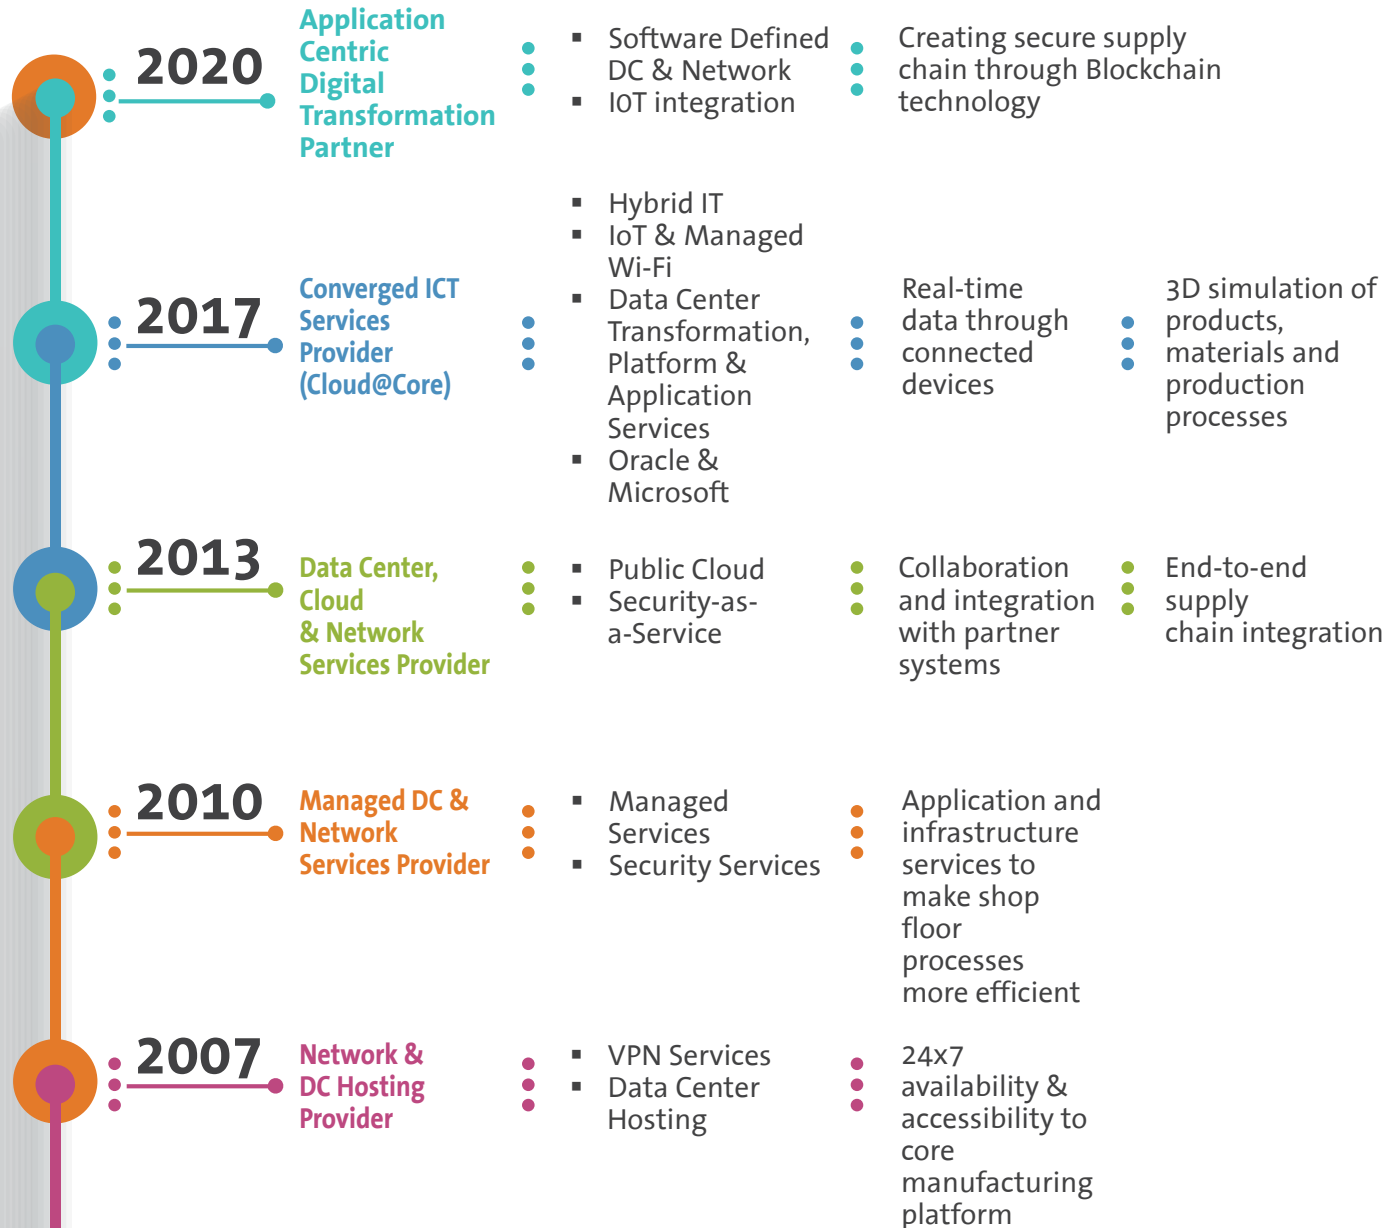 2020
Application
Centric
Digital
Transformation
Partner
▪ Software Defined
DC & Network
▪ I0T integration
Creating secure supply
chain through Blockchain
technology
2017
Converged ICT
Services
Provider
(Cloud@Core)
▪ Hybrid IT
▪ IoT & Managed
Wi-Fi
▪ Data Center
Transformation,
Platform &
Application
Services
▪ Oracle &
Microsoft
Real-time
data through
connected
devices
3D simulation of
products,
materials and
production
processes
2013
Data Center,
Cloud
& Network
Services Provider
▪ Public Cloud
▪ Security-as-
a-Service
Collaboration
and integration
with partner
systems
End-to-end
supply
chain integration
2010
Managed DC &
Network
Services Provider
▪ Managed
Services
▪ Security Services
Application and
infrastructure
services to
make shop
floor
processes
more efficient
2007
Network &
DC Hosting
Provider
▪ VPN Services
▪ Data Center
Hosting
24x7
availability &
accessibility to
core
manufacturing
platform